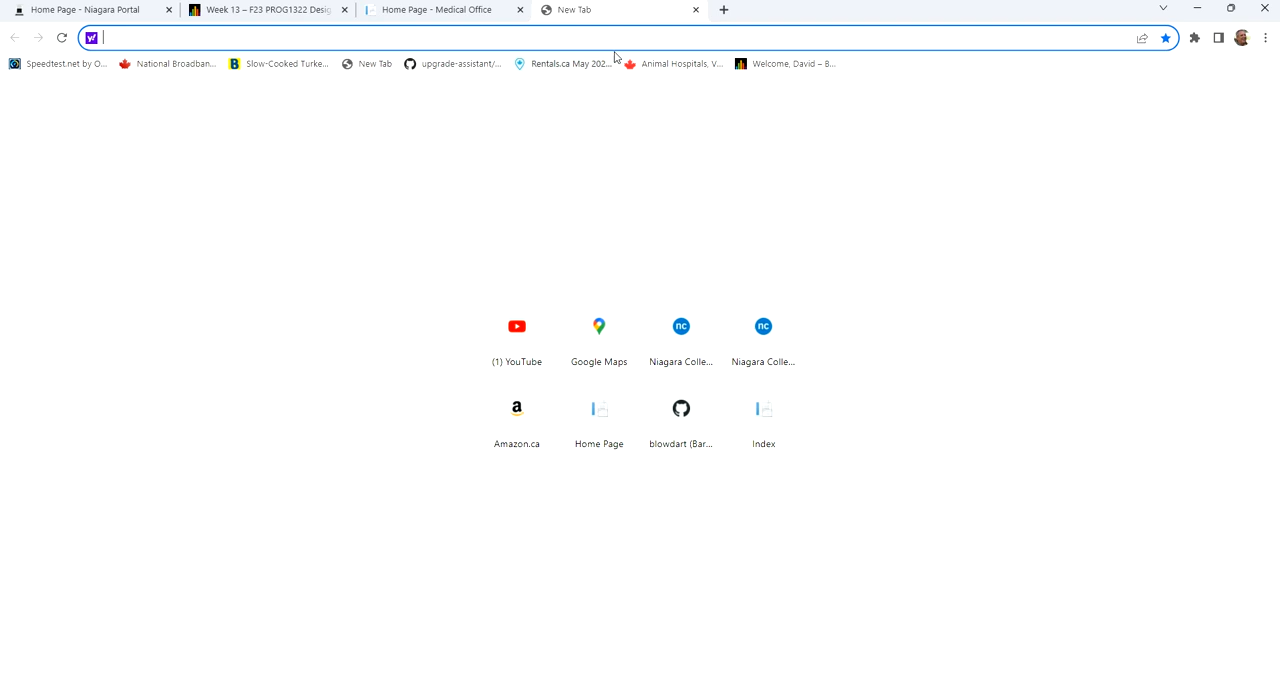 Home Page - Niagara Portal
Week 13 – F23 PROG1322 Desig
Home Page - Medical Office
New Tab
Speedtest.net by O...
National Broadban...
Slow-Cooked Turke...
New Tab
upgrade-assistant/...
Rentals.ca May 202...
Animal Hospitals, V...
Welcome, David – B...
(1) YouTube
Google Maps
nc
Niagara Colle...
nc
Niagara Colle...
a
Amazon.ca
Home Page
blowdart (Bar...
Index